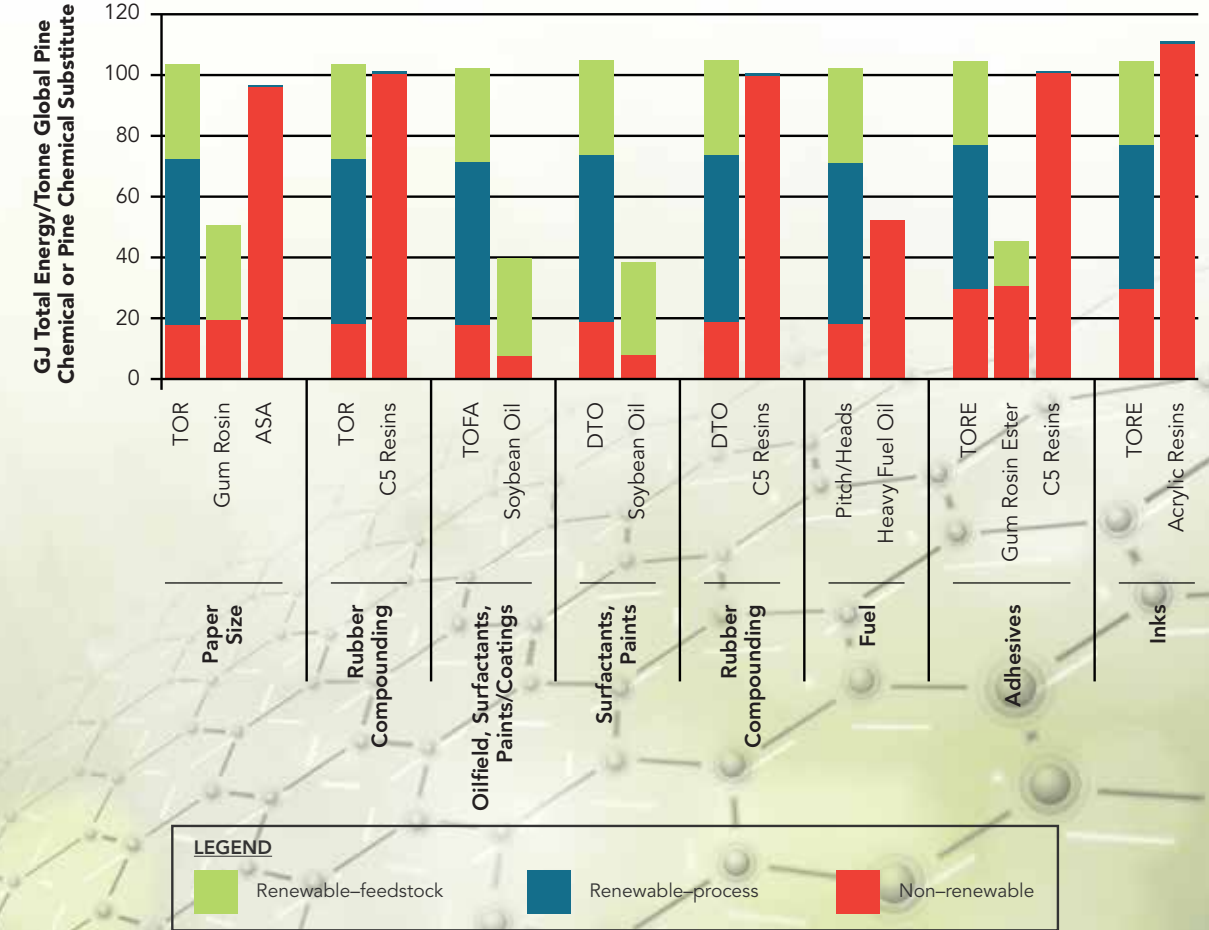 GJ Total Energy/Tonne Global Pine
Chemical or Pine Chemical Substitute
120
100
80
60
40
20
0
TOR
Gum Rosin
ASA
TOR
C5 Resins
TOFA
Soybean Oil
DTO
Soybean Oil
DTO
C5 Resins
Pitch/Heads
Heavy Fuel Oil
TORE
Gum Rosin Ester
C5 Resins
TORE
Acrylic Resins
Paper
Size
Rubber
Compounding
Oilfield, Surfactants,
Paints/Coatings
Surfactants,
Paints
Rubber
Compounding
Fuel
Adhesives
Inks
LEGEND
Renewable–feedstock
Renewable–process
Non–renewable